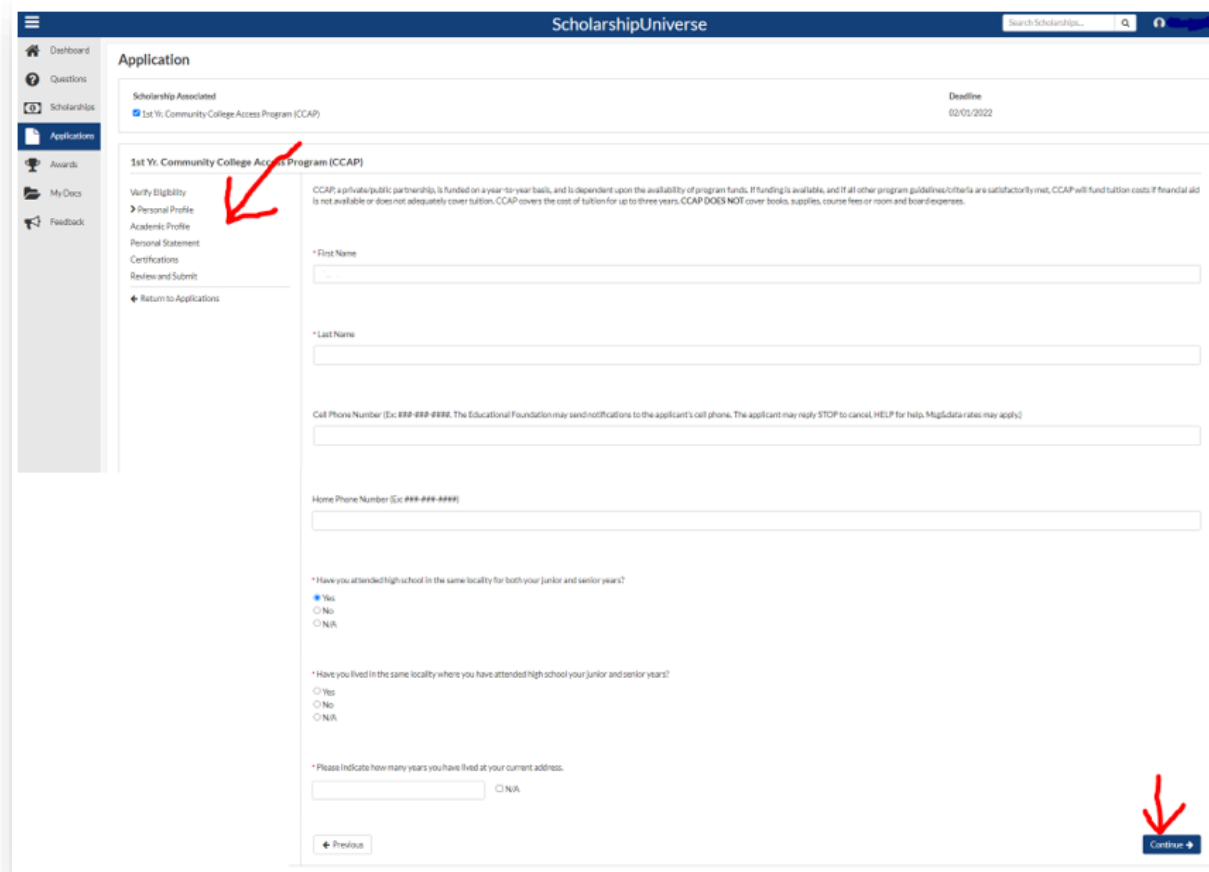 ScholarshipUniverse
Search Scholarships...
Dashboard
Questions
Scholarships
Applications
Awards
My Docs
Feedback
Application
Scholarship Associated
1st Yr. Community College Access Program (CCAP)
Deadline
02/01/2022
1st Yr. Community College Access Program (CCAP)
Verify Eligibility
Personal Profile
Academic Profile
Personal Statement
Certifications
Review and Submit
Return to Applications
CCAP, a private/public partnership, is funded on a year-to-year basis, and is dependent upon the availability of program funds. If funding is available, and if all other program guidelines/criteria are satisfactorily met, CCAP will fund tuition costs if financial aid
is not available or does not adequately cover tuition. CCAP covers the cost of tuition for up to three years. CCAP DOES NOT cover books, supplies, course fees or room and board expenses.
* First Name
* Last Name
Cell Phone Number (Ex: ###-###-####. The Educational Foundation may send notifications to the applicant's cell phone. The applicant may reply STOP to cancel, HELP for help. Msg&data rates may apply.)
Home Phone Number (Ex: ###-###-####)
* Have you attended high school in the same locality for both your junior and senior years?
Yes
No
N/A
* Have you lived in the same locality where you have attended high school your junior and senior years?
Yes
No
N/A
* Please indicate how many years you have lived at your current address.
N/A
Previous
Continue